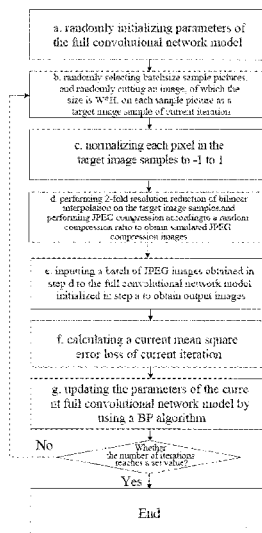 a. randomly initializing parameters of
the full convolutional network model
b. randomly selecting batchsize sample pictures,
and randomly cutting an image, of which the
size is W*H, on each sample picture as a
target image sample of current iteration
c. normalizing each pixel in the
target image samples to -1 to 1
d. performing 2-fold resolution reduction of bilinear
interpolation on the target image samples,and
performing JPEG compression according to a random
compression ratio to obtain simulated JPEG
compression images
e. inputting a batch of JPEG images obtained in
step d to the full convolutional network model
initialized in step a to obtain output images
f. calculating a current mean square
error loss of current iteration
g. updating the parameters of the curre
nt full convolutional network model by
using a BP algorithm
No
Whether
the number of iterations
reaches a set value?
Yes
End